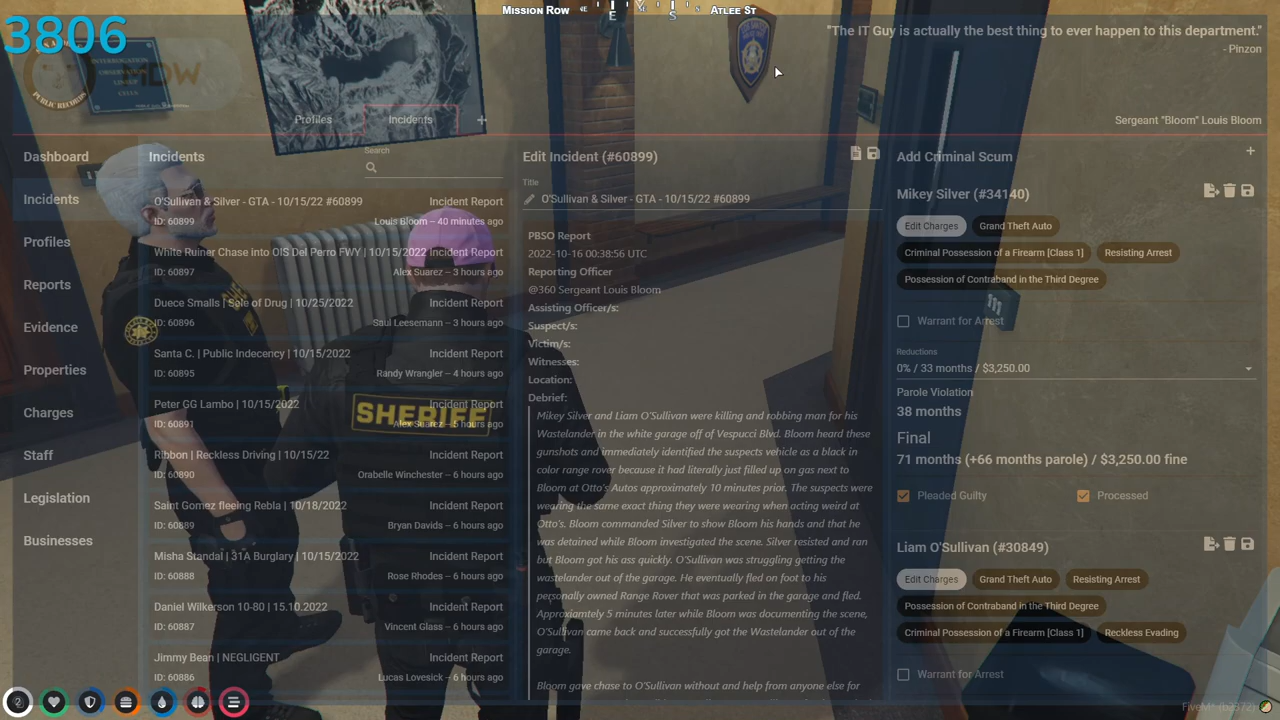 3806
Mission Row
E
S
Atlee St
"The IT Guy is actually the best thing to ever happen to this department."
- Pinzon
INTERROGATION
OBSERVATION
LINEUP
CELLS
PUBLIC RECORDS
MDW
Profiles
Incidents
Sergeant "Bloom" Louis Bloom
Dashboard
Incidents
Profiles
Reports
Evidence
Properties
Charges
Staff
Legislation
Businesses
Incidents
Search
O'Sullivan & Silver - GTA - 10/15/22 #60899
Incident Report
ID: 60899
Louis Bloom – 40 minutes ago
White Ruiner Chase into OIS Del Perro FWY | 10/15/2022
Incident Report
ID: 60897
Alex Suarez – 3 hours ago
Duece Smalls | Sale of Drug | 10/25/2022
Incident Report
ID: 60896
Saul Leesemann – 3 hours ago
Santa C. | Public Indecency | 10/15/2022
Incident Report
ID: 60895
Randy Wrangler – 4 hours ago
Peter GG Lambo | 10/15/2022
Incident Report
ID: 60891
Alex Suarez – 5 hours ago
SHERIFF
Ribbon | Reckless Driving | 10/15/22
Incident Report
ID: 60890
Orabelle Winchester – 6 hours ago
Saint Gomez fleeing Rebla | 10/18/2022
Incident Report
ID: 60889
Bryan Davids – 6 hours ago
Misha Standal | 31A Burglary | 10/15/2022
Incident Report
ID: 60888
Rose Rhodes – 6 hours ago
Daniel Wilkerson 10-80 | 15.10.2022
Incident Report
ID: 60887
Vincent Glass – 6 hours ago
Jimmy Bean | NEGLIGENT
Incident Report
ID: 60886
Lucas Lovesick – 6 hours ago
Edit Incident (#60899)
Title
O'Sullivan & Silver - GTA - 10/15/22 #60899
PBSO Report
2022-10-16 00:38:56 UTC
Reporting Officer
@360 Sergeant Louis Bloom
Assisting Officer/s:
Suspect/s:
Victim/s:
Witnesses:
Location:
Debrief:
Mikey Silver and Liam O'Sullivan were killing and robbing man for his
Wastelander in the white garage off of Vespucci Blvd. Bloom heard these
gunshots and immediately identified the suspects vehicle as a black in
color range rover because it had literally just filled up on gas next to
Bloom at Otto's Autos approximately 10 minutes prior. The suspects were
wearing the same exact thing they were wearing when acting weird at
Otto's. Bloom commanded Silver to show Bloom his hands and that he
was detained while Bloom investigated the scene. Silver resisted and ran
but Bloom got his ass quickly. O'Sullivan was struggling getting the
wastelander out of the garage. He eventually fled on foot to his
personally owned Range Rover that was parked in the garage and fled.
Approxiamtely 5 minutes later while Bloom was documenting the scene,
O'Sullivan came back and successfully got the Wastelander out of the
garage.
Bloom gave chase to O'Sullivan without and help from anyone else for
Add Criminal Scum
Mikey Silver (#34140)
Edit Charges
Grand Theft Auto
Criminal Possession of a Firearm [Class 1]
Resisting Arrest
Possession of Contraband in the Third Degree
Warrant for Arrest
Reductions
0% / 33 months / $3,250.00
Parole Violation
38 months
Final
71 months (+66 months parole) / $3,250.00 fine
Pleaded Guilty
Processed
Liam O'Sullivan (#30849)
Edit Charges
Grand Theft Auto
Resisting Arrest
Possession of Contraband in the Third Degree
Criminal Possession of a Firearm [Class 1]
Reckless Evading
Warrant for Arrest
2